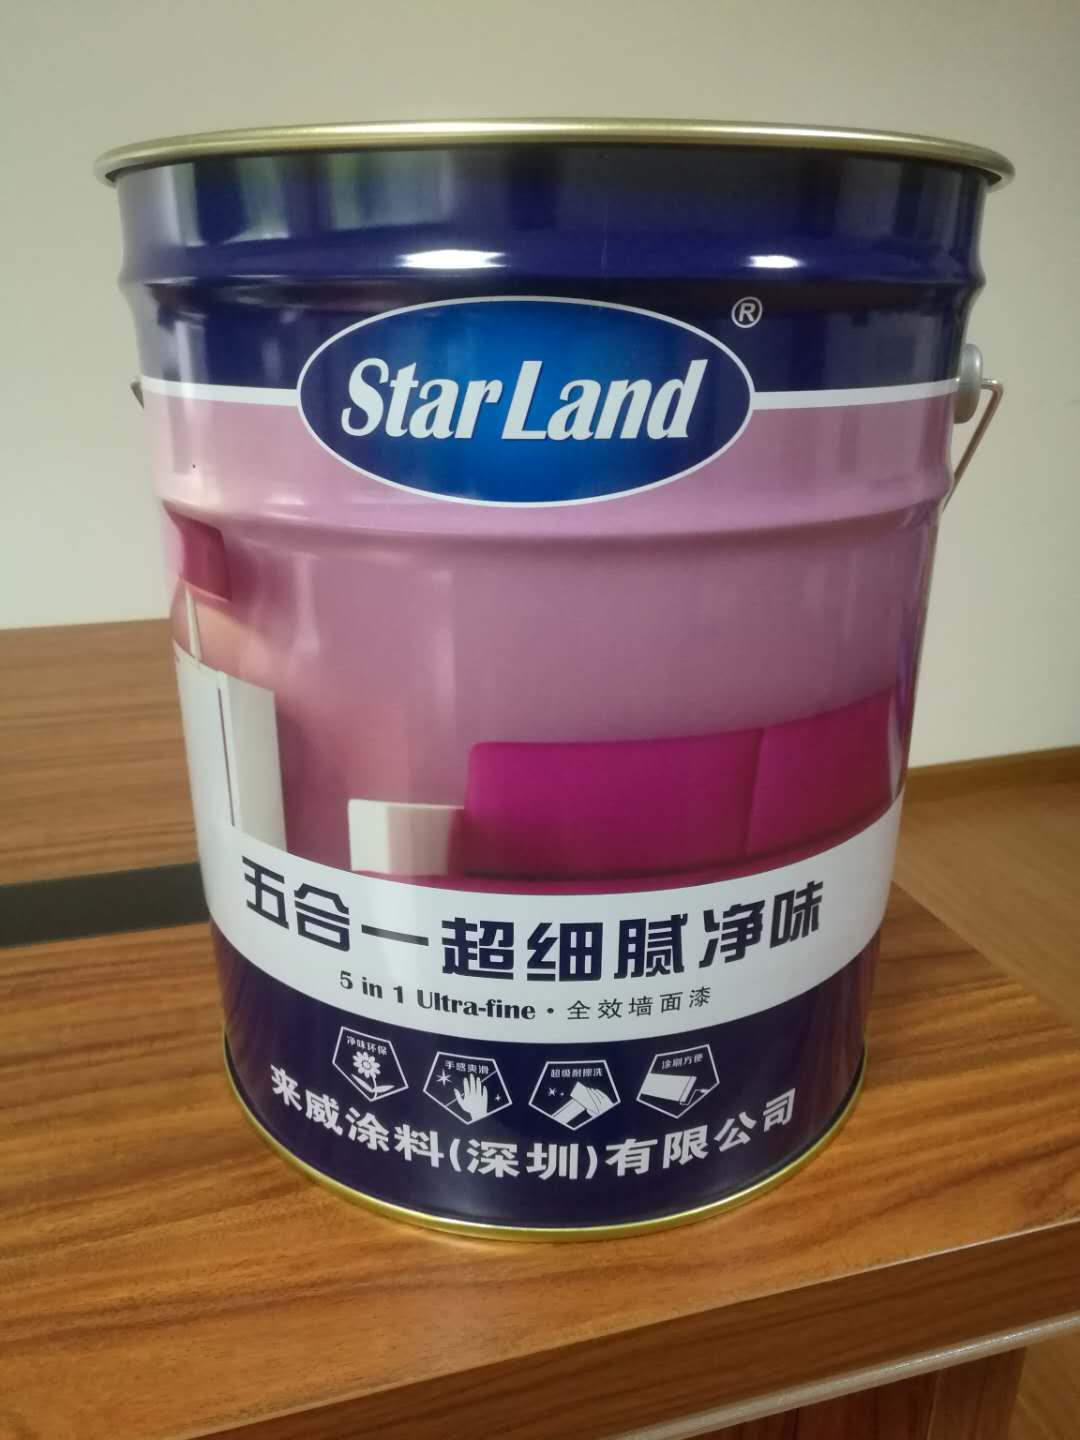 StarLand
®
五合一超细腻净味
5 in 1 Ultra-fine · 全效墙面漆
净味环保
手感爽滑
超级耐擦洗
涂刷方便
来威涂料(深圳)有限公司